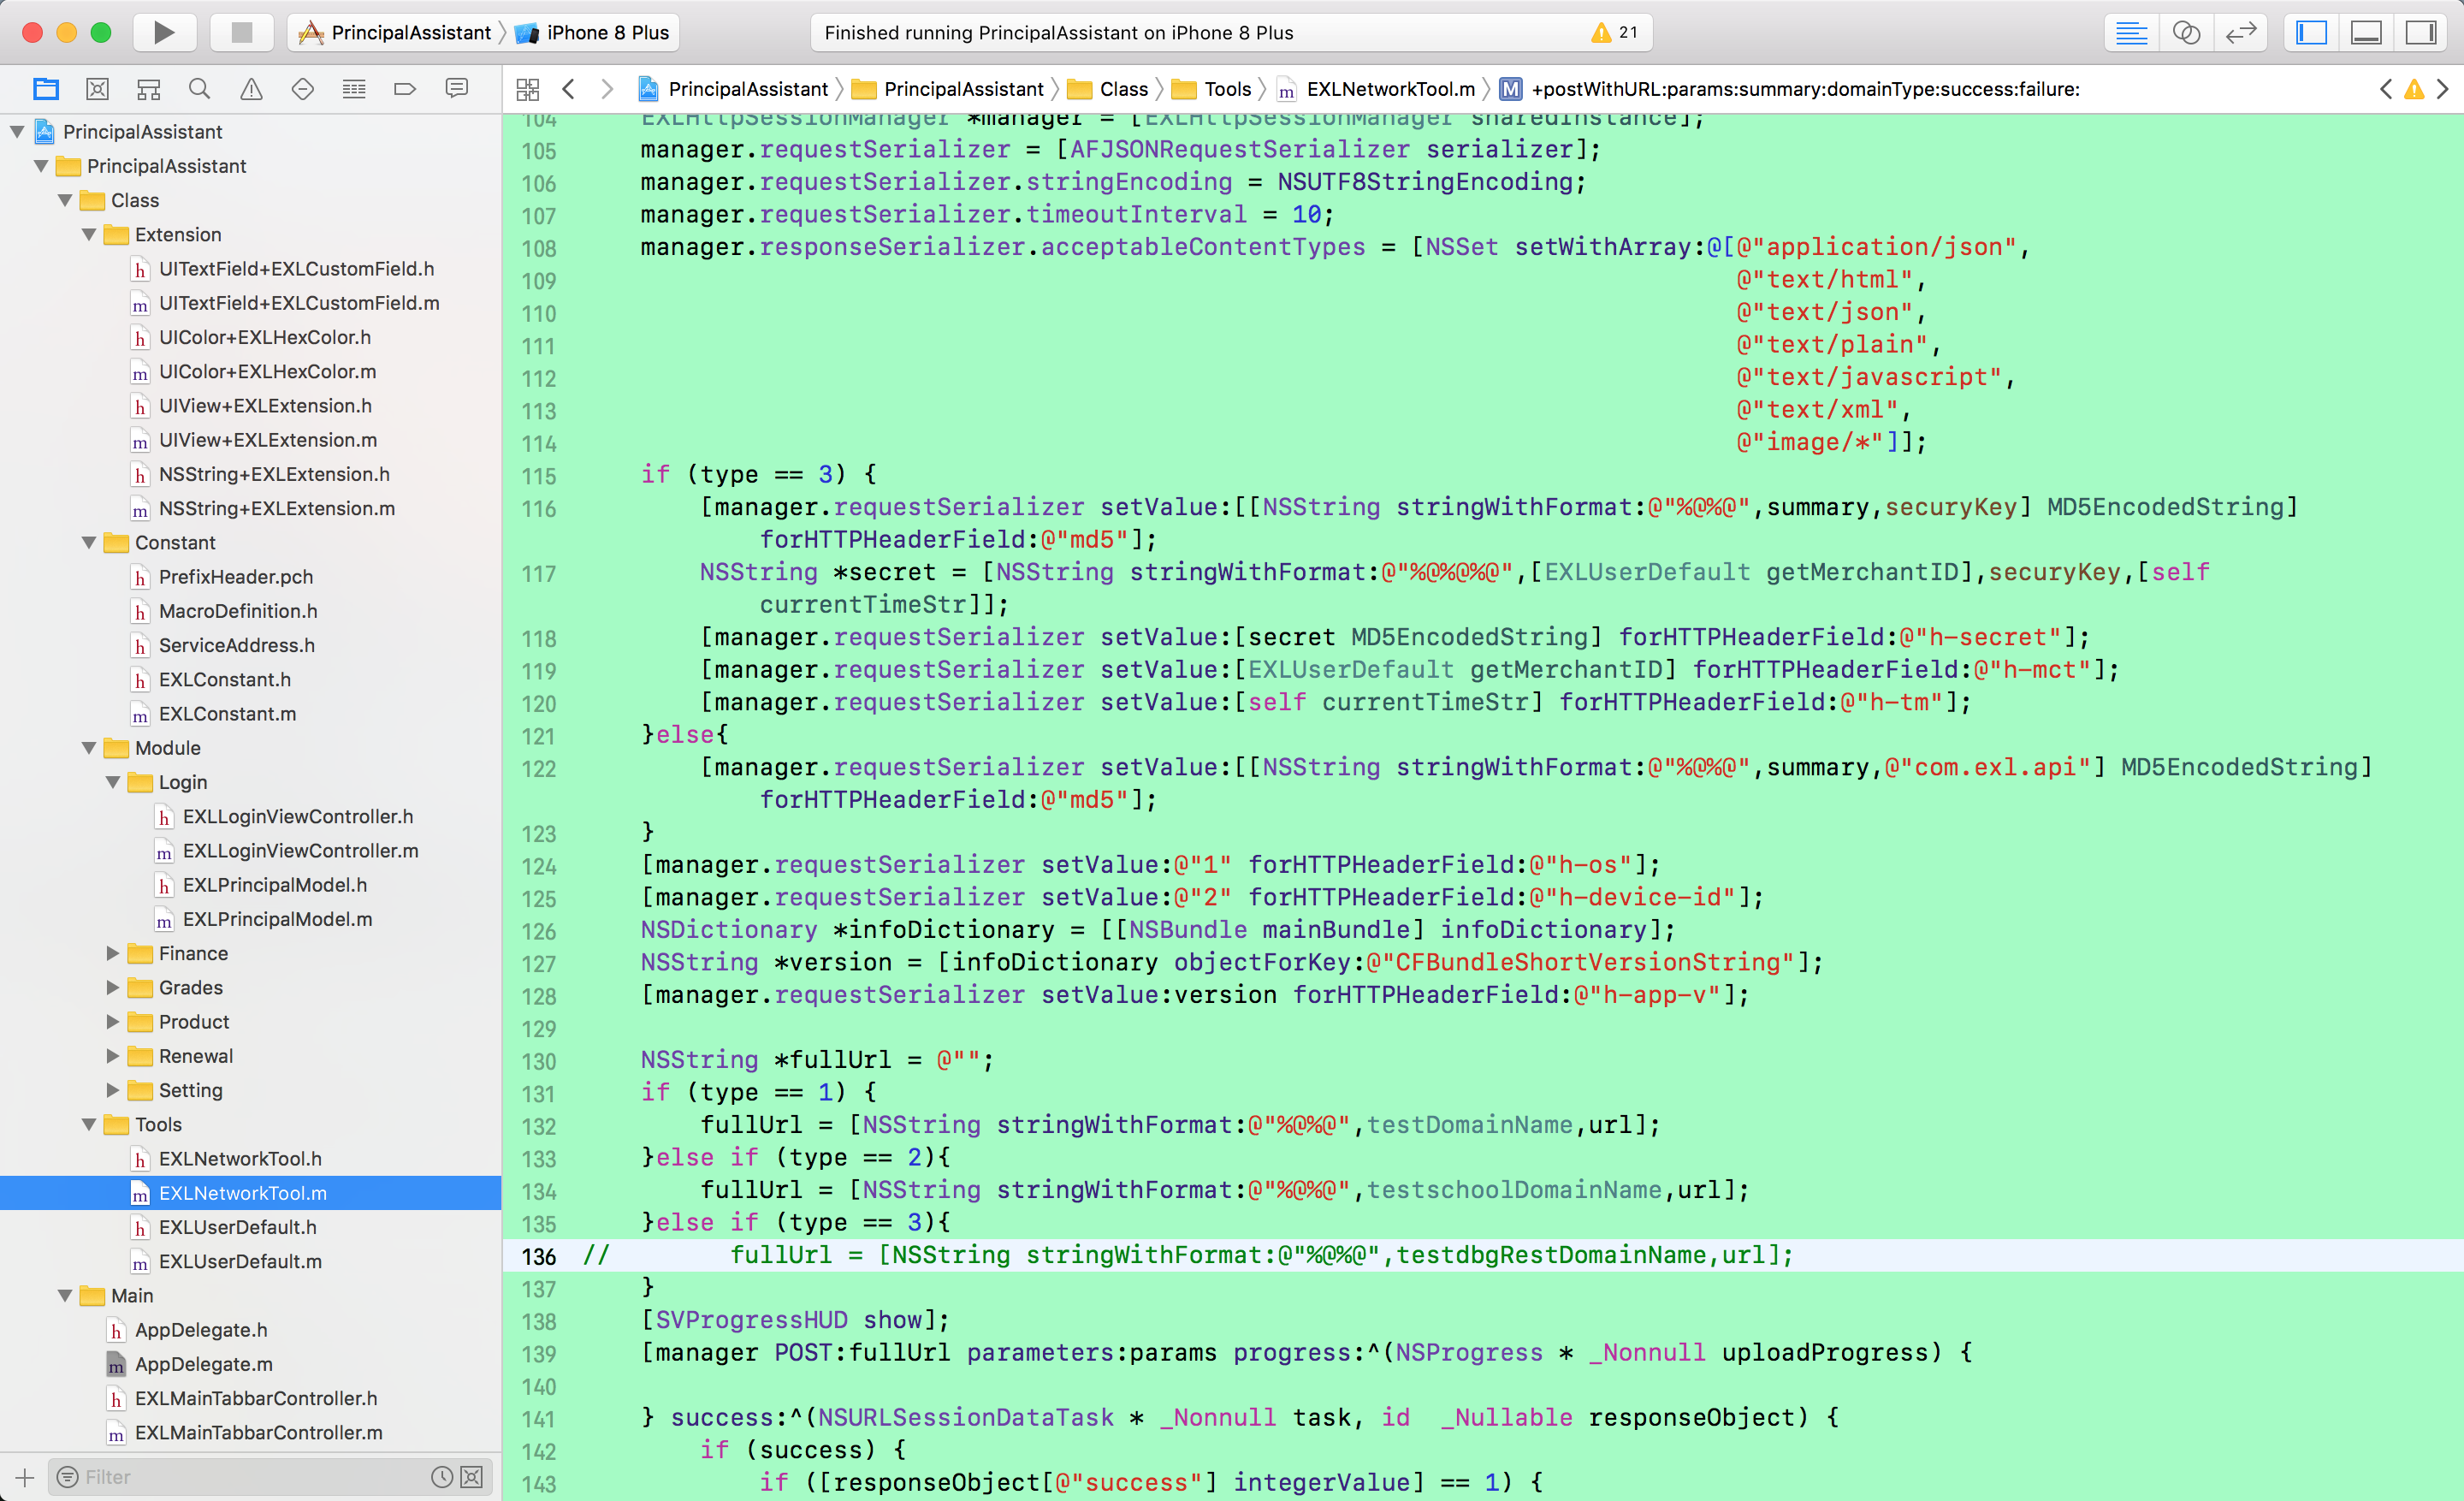 PrincipalAssistant
iPhone 8 Plus
Finished running PrincipalAssistant on iPhone 8 Plus
21
PrincipalAssistant
PrincipalAssistant
Class
Tools
m EXLNetworkTool.m
M +postWithURL:params:summary:domainType:success:failure:
PrincipalAssistant
PrincipalAssistant
Class
Extension
h UITextField+EXLCustomField.h
m UITextField+EXLCustomField.m
h UIColor+EXLHexColor.h
m UIColor+EXLHexColor.m
h UIView+EXLExtension.h
m UIView+EXLExtension.m
h NSString+EXLExtension.h
m NSString+EXLExtension.m
Constant
h PrefixHeader.pch
h MacroDefinition.h
h ServiceAddress.h
h EXLConstant.h
m EXLConstant.m
Module
Login
h EXLLoginViewController.h
m EXLLoginViewController.m
h EXLPrincipalModel.h
m EXLPrincipalModel.m
Finance
Grades
Product
Renewal
Setting
Tools
h EXLNetworkTool.h
m EXLNetworkTool.m
h EXLUserDefault.h
m EXLUserDefault.m
Main
h AppDelegate.h
m AppDelegate.m
h EXLMainTabbarController.h
m EXLMainTabbarController.m
Filter
104 EXLHttpSessionManager *manager = [EXLHttpSessionManager sharedInstance];
105 manager.requestSerializer = [AFJSONRequestSerializer serializer];
106 manager.requestSerializer.stringEncoding = NSUTF8StringEncoding;
107 manager.requestSerializer.timeoutInterval = 10;
108 manager.responseSerializer.acceptableContentTypes = [NSSet setWithArray:@[@"application/json",
109 @"text/html",
110 @"text/json",
111 @"text/plain",
112 @"text/javascript",
113 @"text/xml",
114 @"image/*"]];
115 if (type == 3) {
116 [manager.requestSerializer setValue:[[NSString stringWithFormat:@"%@%@",summary,securyKey] MD5EncodedString]
forHTTPHeaderField:@"md5"];
117 NSString *secret = [NSString stringWithFormat:@"%@%@%@",[EXLUserDefault getMerchantID],securyKey,[self
currentTimeStr]];
118 [manager.requestSerializer setValue:[secret MD5EncodedString] forHTTPHeaderField:@"h-secret"];
119 [manager.requestSerializer setValue:[EXLUserDefault getMerchantID] forHTTPHeaderField:@"h-mct"];
120 [manager.requestSerializer setValue:[self currentTimeStr] forHTTPHeaderField:@"h-tm"];
121 }else{
122 [manager.requestSerializer setValue:[[NSString stringWithFormat:@"%@%@",summary,@"com.exl.api"] MD5EncodedString]
forHTTPHeaderField:@"md5"];
123 }
124 [manager.requestSerializer setValue:@"1" forHTTPHeaderField:@"h-os"];
125 [manager.requestSerializer setValue:@"2" forHTTPHeaderField:@"h-device-id"];
126 NSDictionary *infoDictionary = [[NSBundle mainBundle] infoDictionary];
127 NSString *version = [infoDictionary objectForKey:@"CFBundleShortVersionString"];
128 [manager.requestSerializer setValue:version forHTTPHeaderField:@"h-app-v"];
129
130 NSString *fullUrl = @"";
131 if (type == 1) {
132 fullUrl = [NSString stringWithFormat:@"%@%@",testDomainName,url];
133 }else if (type == 2){
134 fullUrl = [NSString stringWithFormat:@"%@%@",testschoolDomainName,url];
135 }else if (type == 3){
136 // fullUrl = [NSString stringWithFormat:@"%@%@",testdbgRestDomainName,url];
137 }
138 [SVProgressHUD show];
139 [manager POST:fullUrl parameters:params progress:^(NSProgress * _Nonnull uploadProgress) {
140
141 } success:^(NSURLSessionDataTask * _Nonnull task, id  _Nullable responseObject) {
142 if (success) {
143 if ([responseObject[@"success"] integerValue] == 1) {